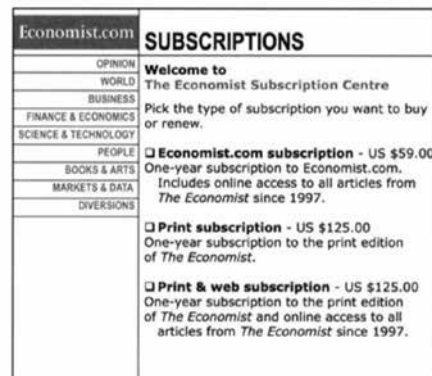 Economist.com
OPINION
WORLD
BUSINESS
FINANCE & ECONOMICS
SCIENCE & TECHNOLOGY
PEOPLE
BOOKS & ARTS
MARKETS & DATA
DIVERSIONS
SUBSCRIPTIONS
Welcome to
The Economist Subscription Centre
Pick the type of subscription you want to buy
or renew.
❑ Economist.com subscription - US $59.00
One-year subscription to Economist.com.
Includes online access to all articles from
The Economist since 1997.
❑ Print subscription - US $125.00
One-year subscription to the print edition
of The Economist.
❑ Print & web subscription - US $125.00
One-year subscription to the print edition
of The Economist and online access to all
articles from The Economist since 1997.